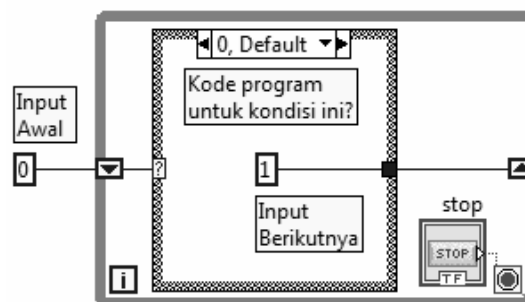 0, Default
Kode program
untuk kondisi ini?
Input
Awal
0
?
1
Input
Berikutnya
stop
STOP
TF
i